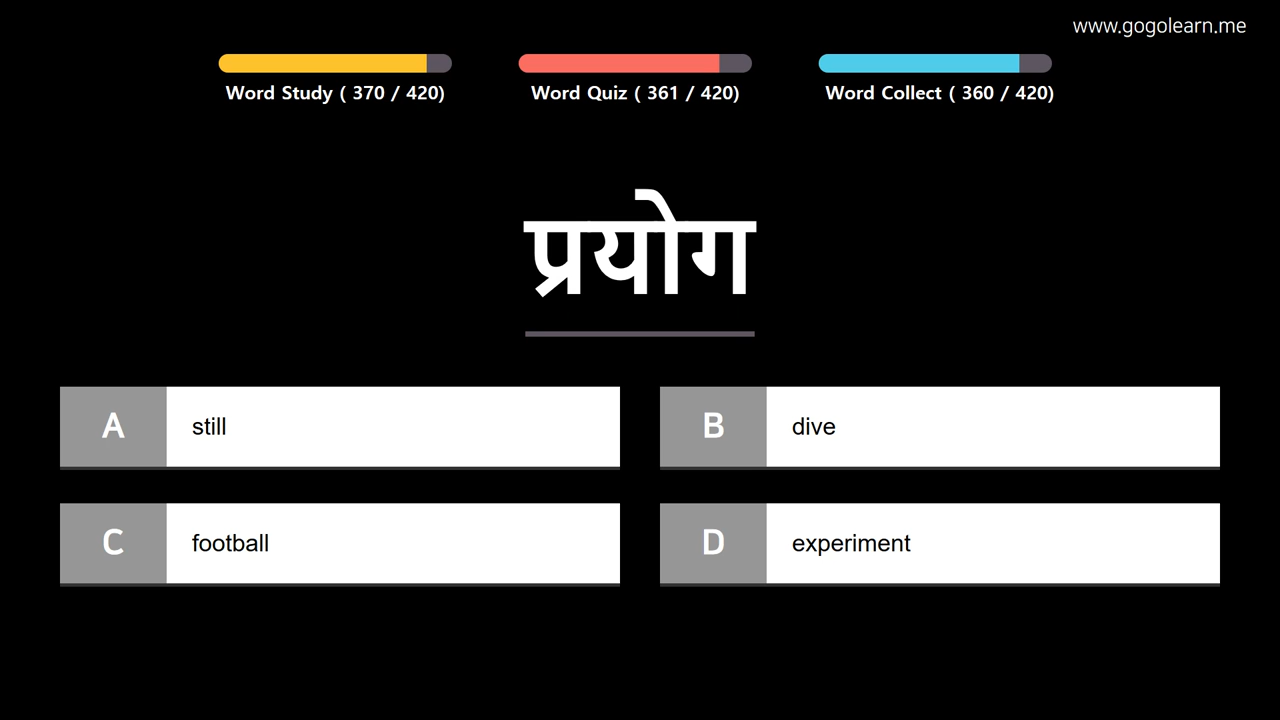 www.gogolearn.me
Word Study ( 370 / 420)
Word Quiz ( 361 / 420)
Word Collect ( 360 / 420)
प्रयोग
A still
B dive
C football
D experiment